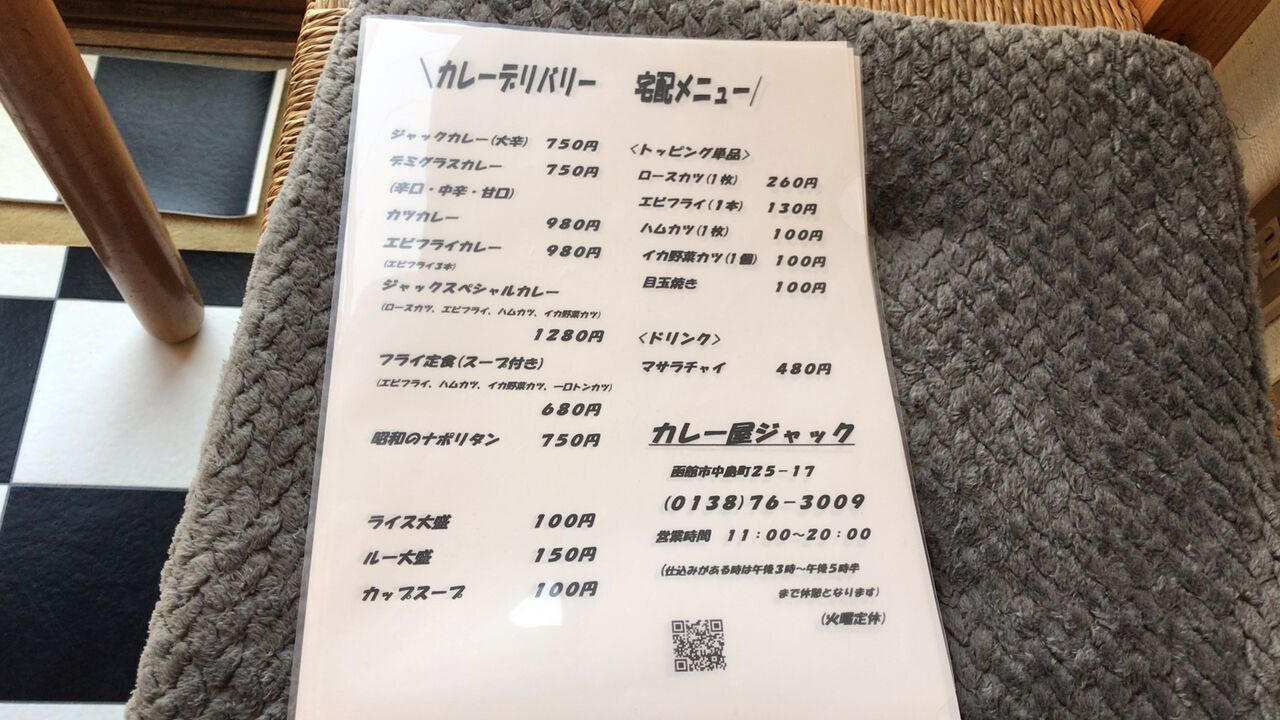 \カレーデリバリー 宅配メニュー/
ジャックカレー(大辛) 750円
デミグラスカレー 750円
(辛口・中辛・甘口)
カツカレー 980円
エビフライカレー 980円
(エビフライ3本)
ジャックスペシャルカレー
(ロースカツ、エビフライ、ハムカツ、イカ野菜カツ)
1280円
フライ定食(スープ付き)
(エビフライ、ハムカツ、イカ野菜カツ、一口トンカツ)
680円
昭和のナポリタン 750円
ライス大盛 100円
ルー大盛 150円
カップスープ 100円
<トッピング単品>
ロースカツ(1枚) 260円
エビフライ(1本) 130円
ハムカツ(1枚) 100円
イカ野菜カツ(1個) 100円
目玉焼き 100円
<ドリンク>
マサラチャイ 480円
カレー屋ジャック
函館市中島町25-17
(0138)76-3009
営業時間 11:00~20:00
(仕込みがある時は午後3時~午後5時半
まで休憩となります)
(火曜定休)